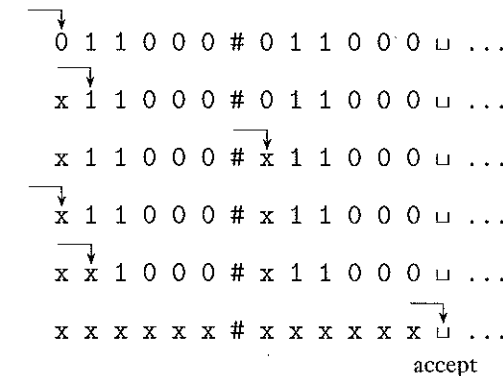 0 1 1 0 0 0 # 0 1 1 0 0 0 ⊔ ...
x 1 1 0 0 0 # 0 1 1 0 0 0 ⊔ ...
x 1 1 0 0 0 # x 1 1 0 0 0 ⊔ ...
x 1 1 0 0 0 # x 1 1 0 0 0 ⊔ ...
x x 1 0 0 0 # x 1 1 0 0 0 ⊔ ...
x x x x x x # x x x x x x ⊔ ...
accept